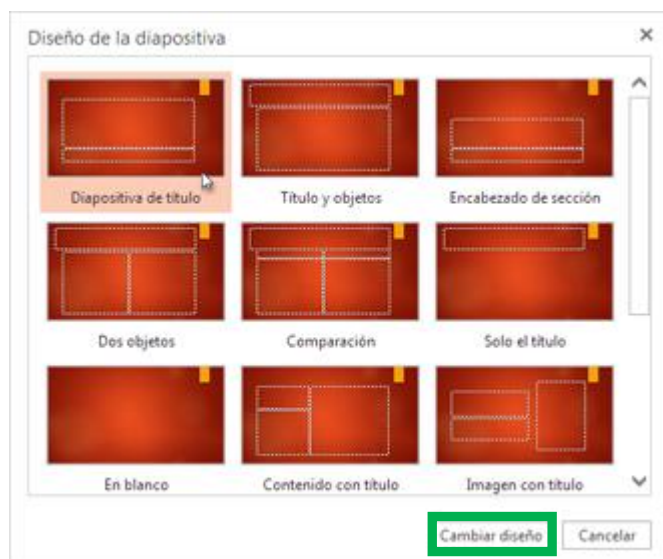 Diseño de la diapositiva
Diapositiva de título
Título y objetos
Encabezado de sección
Dos objetos
Comparación
Solo el título
En blanco
Contenido con título
Imagen con título
Cambiar diseño
Cancelar